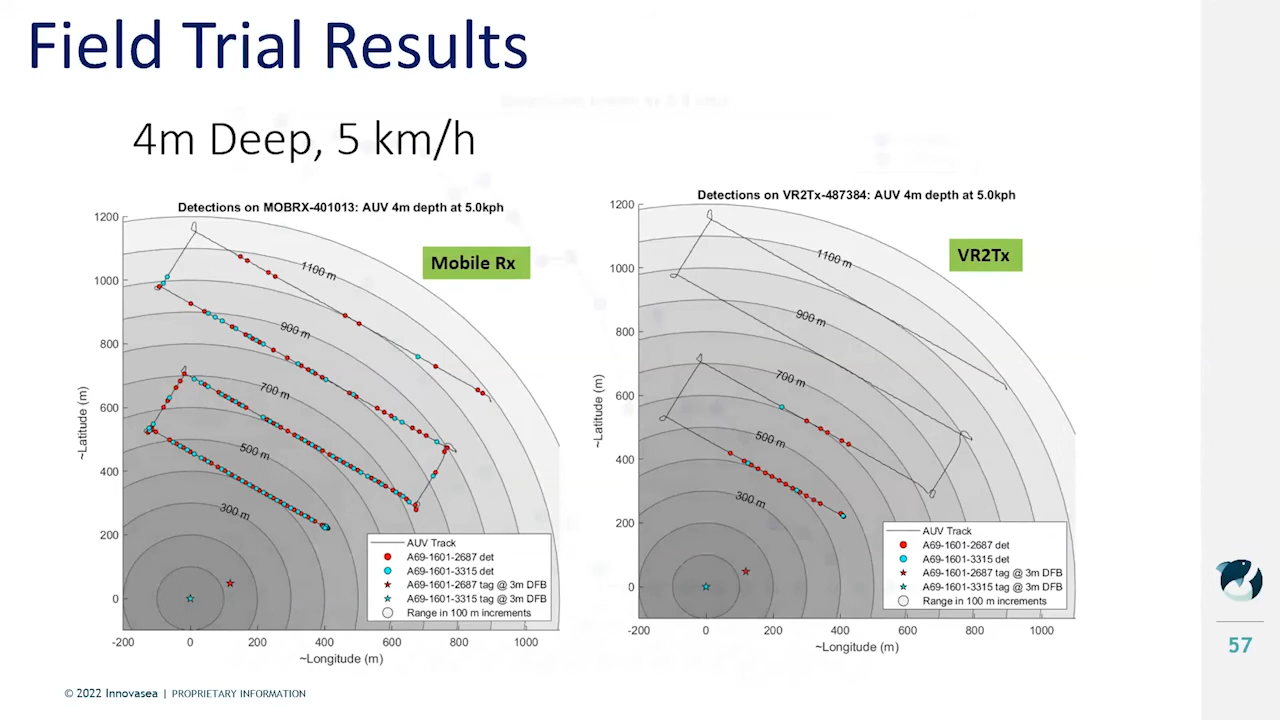 Field Trial Results
4m Deep, 5 km/h
Detections on MOBRX-401013: AUV 4m depth at 5.0kph
Mobile Rx
1200
1000
800
600
400
200
0
~Latitude (m)
1100 m
900 m
700 m
500 m
300 m
AUV Track
A69-1601-2687 det
A69-1601-3315 det
A69-1601-2687 tag @ 3m DFB
A69-1601-3315 tag @ 3m DFB
Range in 100 m increments
-200 0 200 400 600 800 1000
~Longitude (m)
Detections on VR2Tx-487384: AUV 4m depth at 5.0kph
VR2Tx
1200
1000
800
600
400
200
0
~Latitude (m)
1100 m
900 m
700 m
500 m
300 m
AUV Track
A69-1601-2687 det
A69-1601-3315 det
A69-1601-2687 tag @ 3m DFB
A69-1601-3315 tag @ 3m DFB
Range in 100 m increments
-200 0 200 400 600 800 1000
~Longitude (m)
57
© 2022 Innovasea | PROPRIETARY INFORMATION